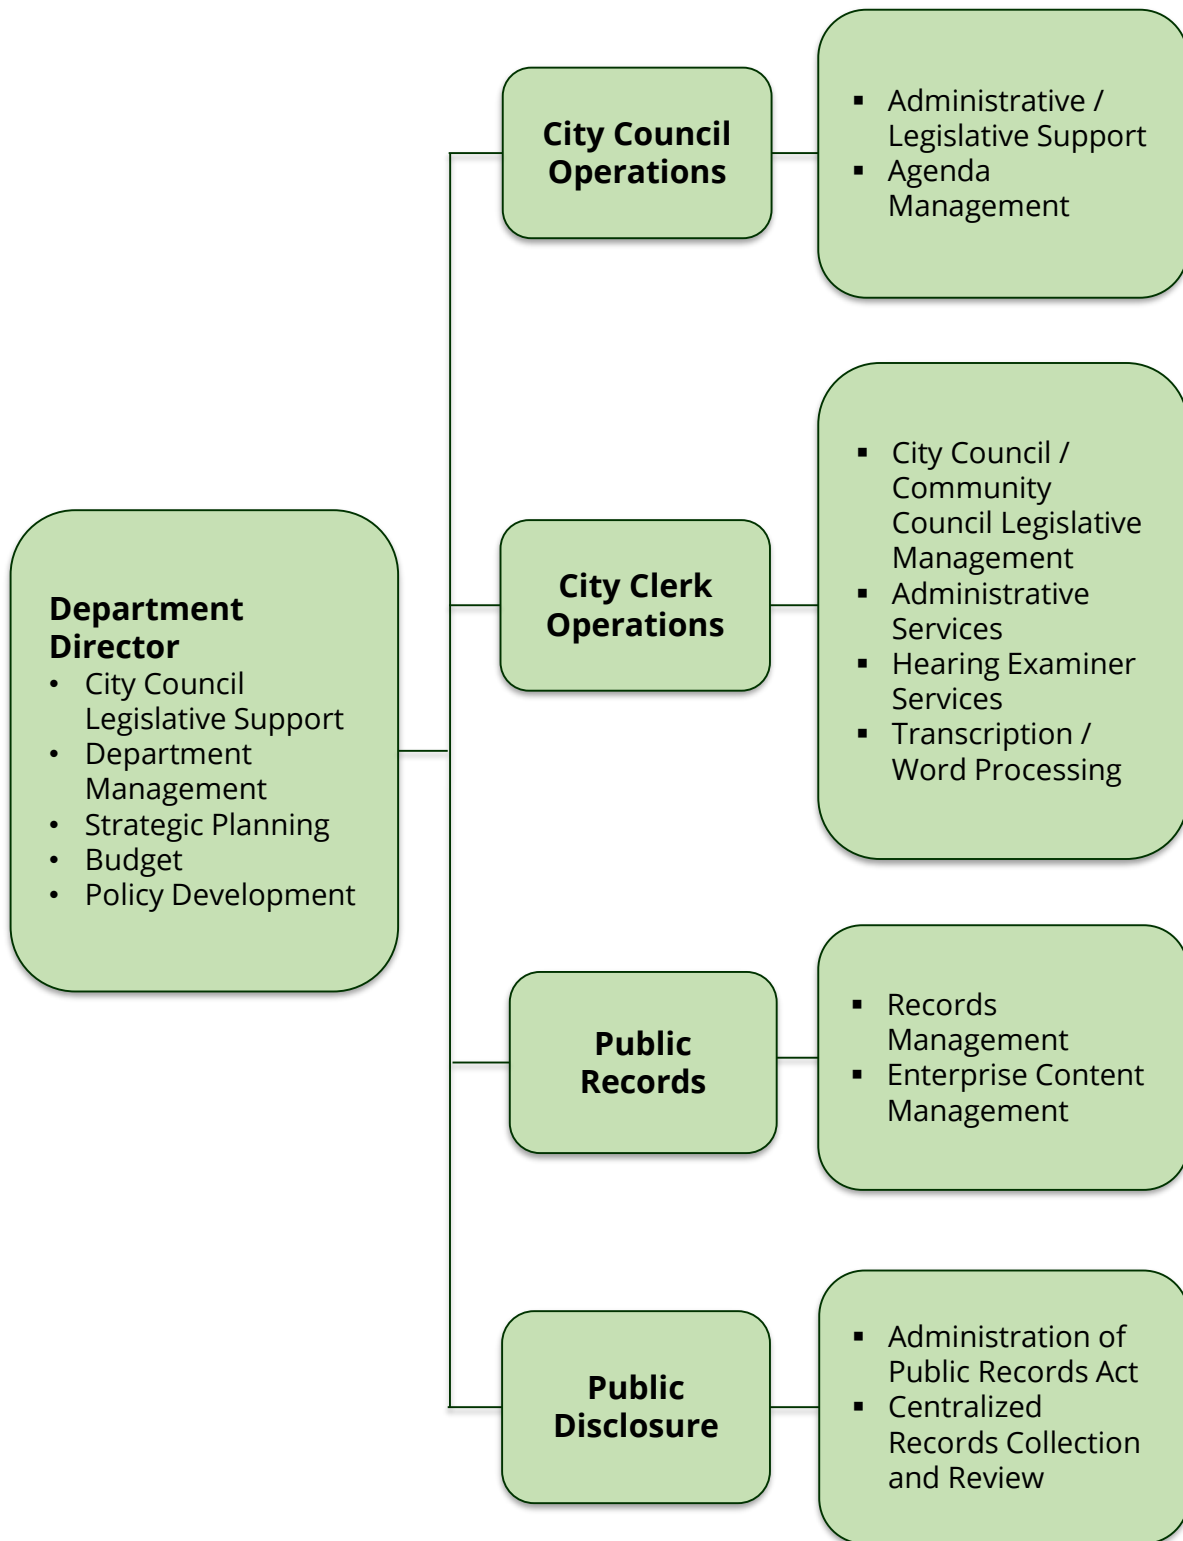 Department
Director
• City Council
Legislative Support
• Department
Management
• Strategic Planning
• Budget
• Policy Development
City Council
Operations
▪ Administrative /
Legislative Support
▪ Agenda
Management
City Clerk
Operations
▪ City Council /
Community
Council Legislative
Management
▪ Administrative
Services
▪ Hearing Examiner
Services
▪ Transcription /
Word Processing
Public
Records
▪ Records
Management
▪ Enterprise Content
Management
Public
Disclosure
▪ Administration of
Public Records Act
▪ Centralized
Records Collection
and Review